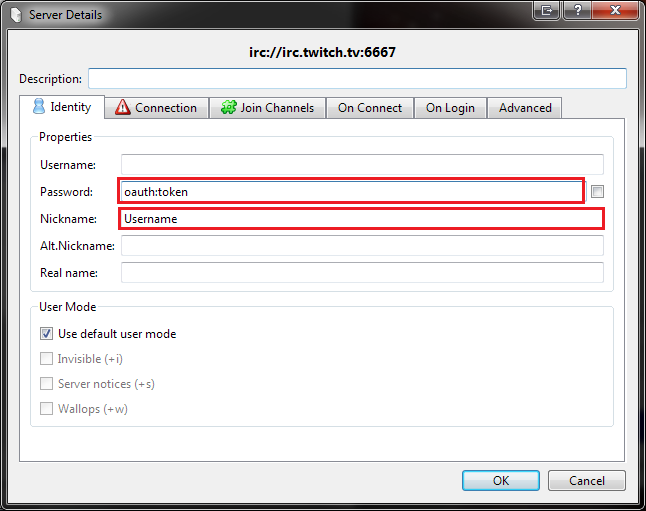 Server Details
irc://irc.twitch.tv:6667
Description:
Identity Connection Join Channels On Connect On Login Advanced
Properties
Username:
Password: oauth:token
Nickname: Username
Alt.Nickname:
Real name:
User Mode
Use default user mode
Invisible (+i)
Server notices (+s)
Wallops (+w)
OK Cancel